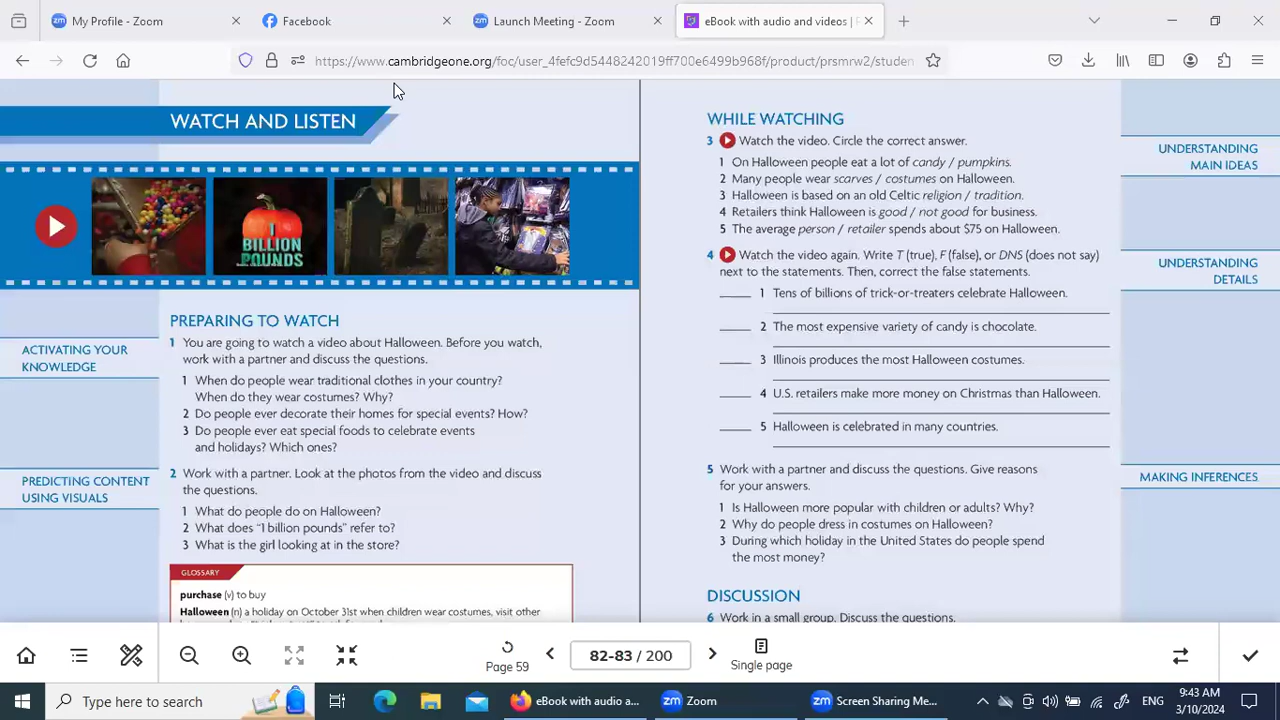 My Profile - Zoom
Facebook
Launch Meeting - Zoom
eBook with audio and videos |
https://www.cambridgeone.org/foc/user_4fefc9d5448242019ff700e6499b968f/product/prsmrw2/studen
WATCH AND LISTEN
1
BILLION
POUNDS
ACTIVATING YOUR
KNOWLEDGE
PREDICTING CONTENT
USING VISUALS
PREPARING TO WATCH
1 You are going to watch a video about Halloween. Before you watch,
work with a partner and discuss the questions.
1 When do people wear traditional clothes in your country?
When do they wear costumes? Why?
2 Do people ever decorate their homes for special events? How?
3 Do people ever eat special foods to celebrate events
and holidays? Which ones?
2 Work with a partner. Look at the photos from the video and discuss
the questions.
1 What do people do on Halloween?
2 What does “1 billion pounds” refer to?
3 What is the girl looking at in the store?
GLOSSARY
purchase (v) to buy
Halloween (n) a holiday on October 31st when children wear costumes, visit other
WHILE WATCHING
3 Watch the video. Circle the correct answer.
1 On Halloween people eat a lot of candy / pumpkins.
2 Many people wear scarves / costumes on Halloween.
3 Halloween is based on an old Celtic religion / tradition.
4 Retailers think Halloween is good / not good for business.
5 The average person / retailer spends about $75 on Halloween.
4 Watch the video again. Write T (true), F (false), or DNS (does not say)
next to the statements. Then, correct the false statements.
1 Tens of billions of trick-or-treaters celebrate Halloween.
2 The most expensive variety of candy is chocolate.
3 Illinois produces the most Halloween costumes.
4 U.S. retailers make more money on Christmas than Halloween.
5 Halloween is celebrated in many countries.
5 Work with a partner and discuss the questions. Give reasons
for your answers.
1 Is Halloween more popular with children or adults? Why?
2 Why do people dress in costumes on Halloween?
3 During which holiday in the United States do people spend
the most money?
DISCUSSION
6 Work in a small group. Discuss the questions.
UNDERSTANDING
MAIN IDEAS
UNDERSTANDING
DETAILS
MAKING INFERENCES
Page 59
82-83 / 200
Single page
Type here to search
eBook with audio a...
Zoom
Screen Sharing Me...
ENG
9:43 AM
3/10/2024